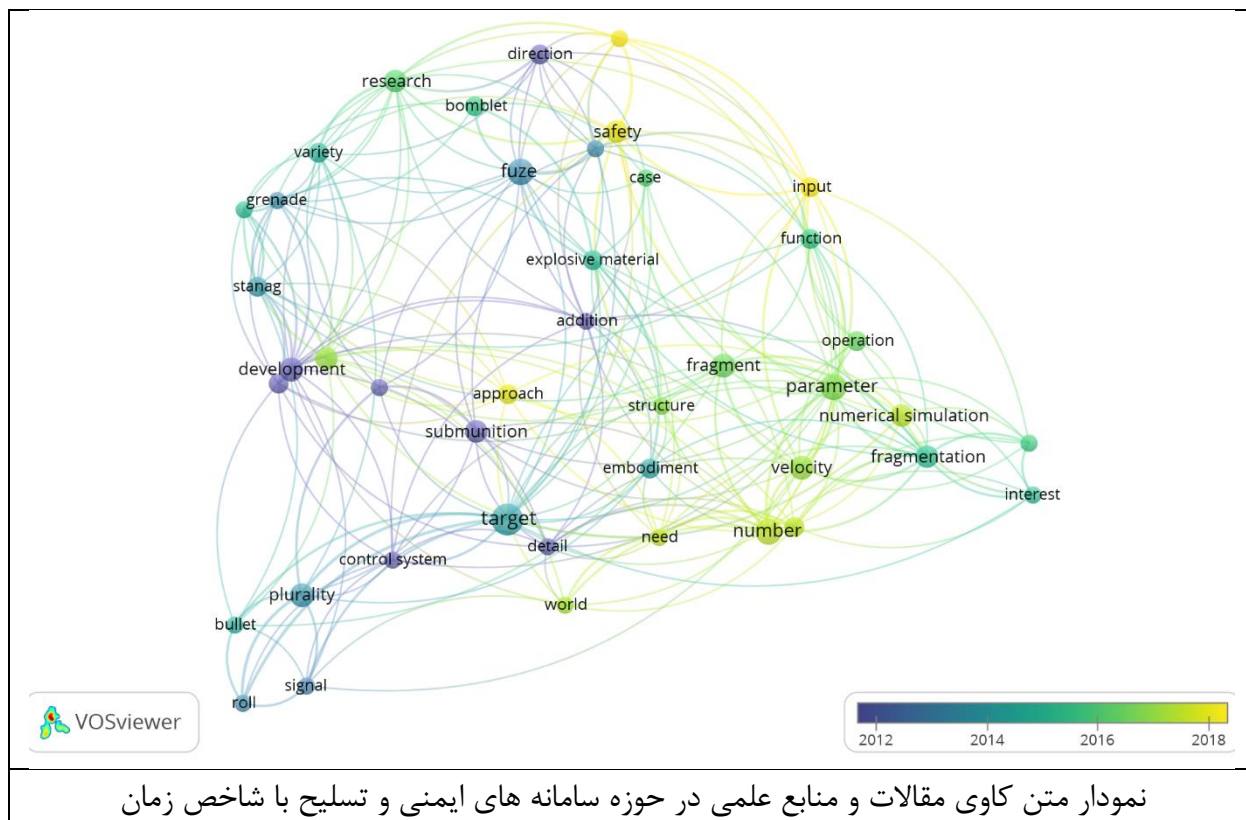 direction
research
bomblet
safety
variety
fuze
case
grenade
input
function
explosive material
stanag
addition
operation
development
fragment
parameter
approach
structure
numerical simulation
submunition
fragmentation
embodiment
velocity
interest
target
number
need
detail
control system
plurality
world
bullet
signal
roll
VOSviewer
2012 2014 2016 2018
نمودار متن کاوی مقالات و منابع علمی در حوزه سامانه های ایمنی و تسلیح با شاخص زمان